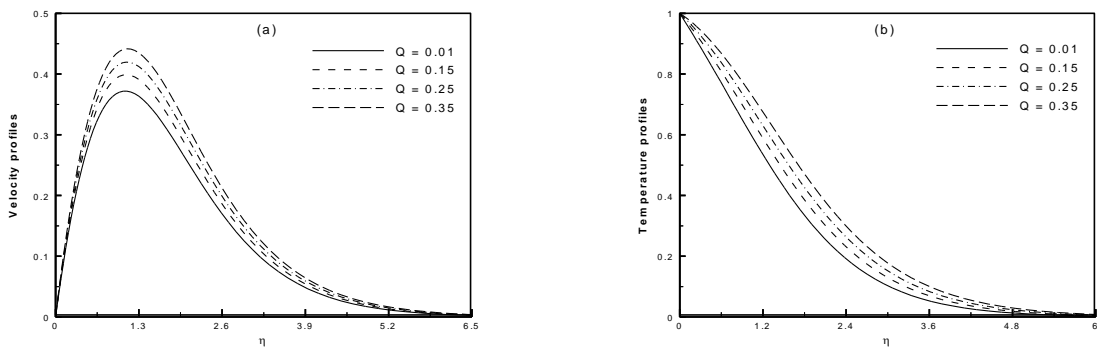 (a)
Velocity profiles
0.5
0.4
0.3
0.2
0.1
0
Q = 0.01
Q = 0.15
Q = 0.25
Q = 0.35
0 1.3 2.6 3.9 5.2 6.5
η
(b)
Temperature profiles
1
0.8
0.6
0.4
0.2
0
Q = 0.01
Q = 0.15
Q = 0.25
Q = 0.35
0 1.2 2.4 3.6 4.8 6
η